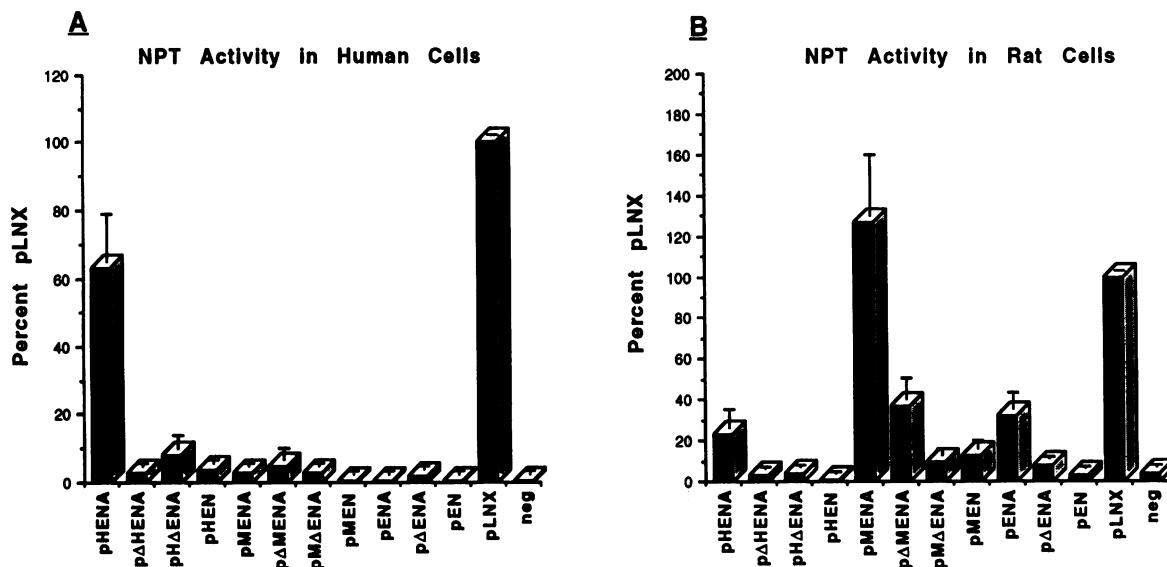 A
NPT Activity in Human Cells
120
100
80
60
40
20
0
Percent pLNX
pHENA
pΔHENA
pHΔENA
pHEN
pMENA
pΔMENA
pMΔENA
pMEN
pENA
pΔENA
pEN
pLNX
neg
B
NPT Activity in Rat Cells
200
180
160
140
120
100
80
60
40
20
0
Percent pLNX
pHENA
pΔHENA
pHΔENA
pHEN
pMENA
pΔMENA
pMΔENA
pMEN
pENA
pΔENA
pEN
pLNX
neg